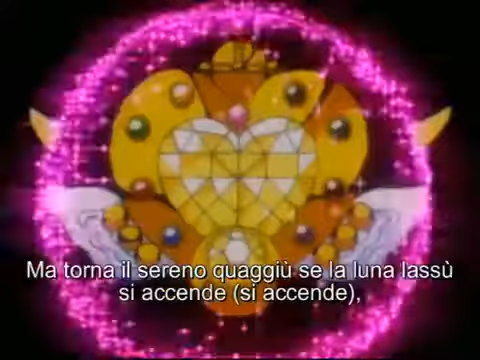 Ma torna il sereno quaggiù se la luna lassù
si accende (si accende),